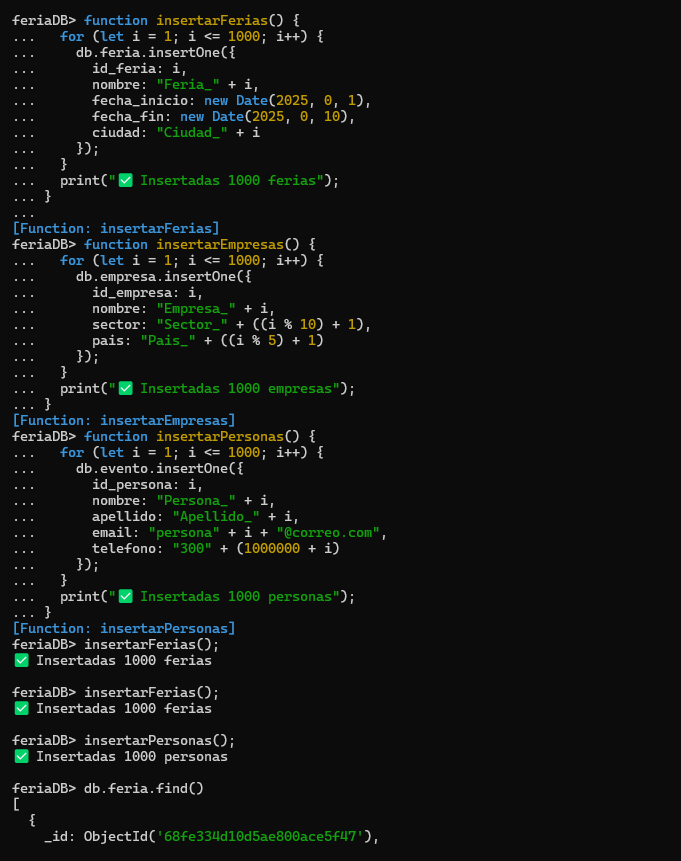 feriaDB> function insertarFerias() {
...   for (let i = 1; i <= 1000; i++) {
...     db.feria.insertOne({
...       id_feria: i,
...       nombre: "Feria_" + i,
...       fecha_inicio: new Date(2025, 0, 1),
...       fecha_fin: new Date(2025, 0, 10),
...       ciudad: "Ciudad_" + i
...     });
...   }
...   print("✅ Insertadas 1000 ferias");
... }
...
[Function: insertarFerias]
feriaDB> function insertarEmpresas() {
...   for (let i = 1; i <= 1000; i++) {
...     db.empresa.insertOne({
...       id_empresa: i,
...       nombre: "Empresa_" + i,
...       sector: "Sector_" + ((i % 10) + 1),
...       pais: "Pais_" + ((i % 5) + 1)
...     });
...   }
...   print("✅ Insertadas 1000 empresas");
... }
[Function: insertarEmpresas]
feriaDB> function insertarPersonas() {
...   for (let i = 1; i <= 1000; i++) {
...     db.evento.insertOne({
...       id_persona: i,
...       nombre: "Persona_" + i,
...       apellido: "Apellido_" + i,
...       email: "persona" + i + "@correo.com",
...       telefono: "300" + (1000000 + i)
...     });
...   }
...   print("✅ Insertadas 1000 personas");
... }
[Function: insertarPersonas]
feriaDB> insertarFerias();
✅ Insertadas 1000 ferias
feriaDB> insertarFerias();
✅ Insertadas 1000 ferias
feriaDB> insertarPersonas();
✅ Insertadas 1000 personas
feriaDB> db.feria.find()
[
  {
    _id: ObjectId('68fe334d10d5ae800ace5f47'),